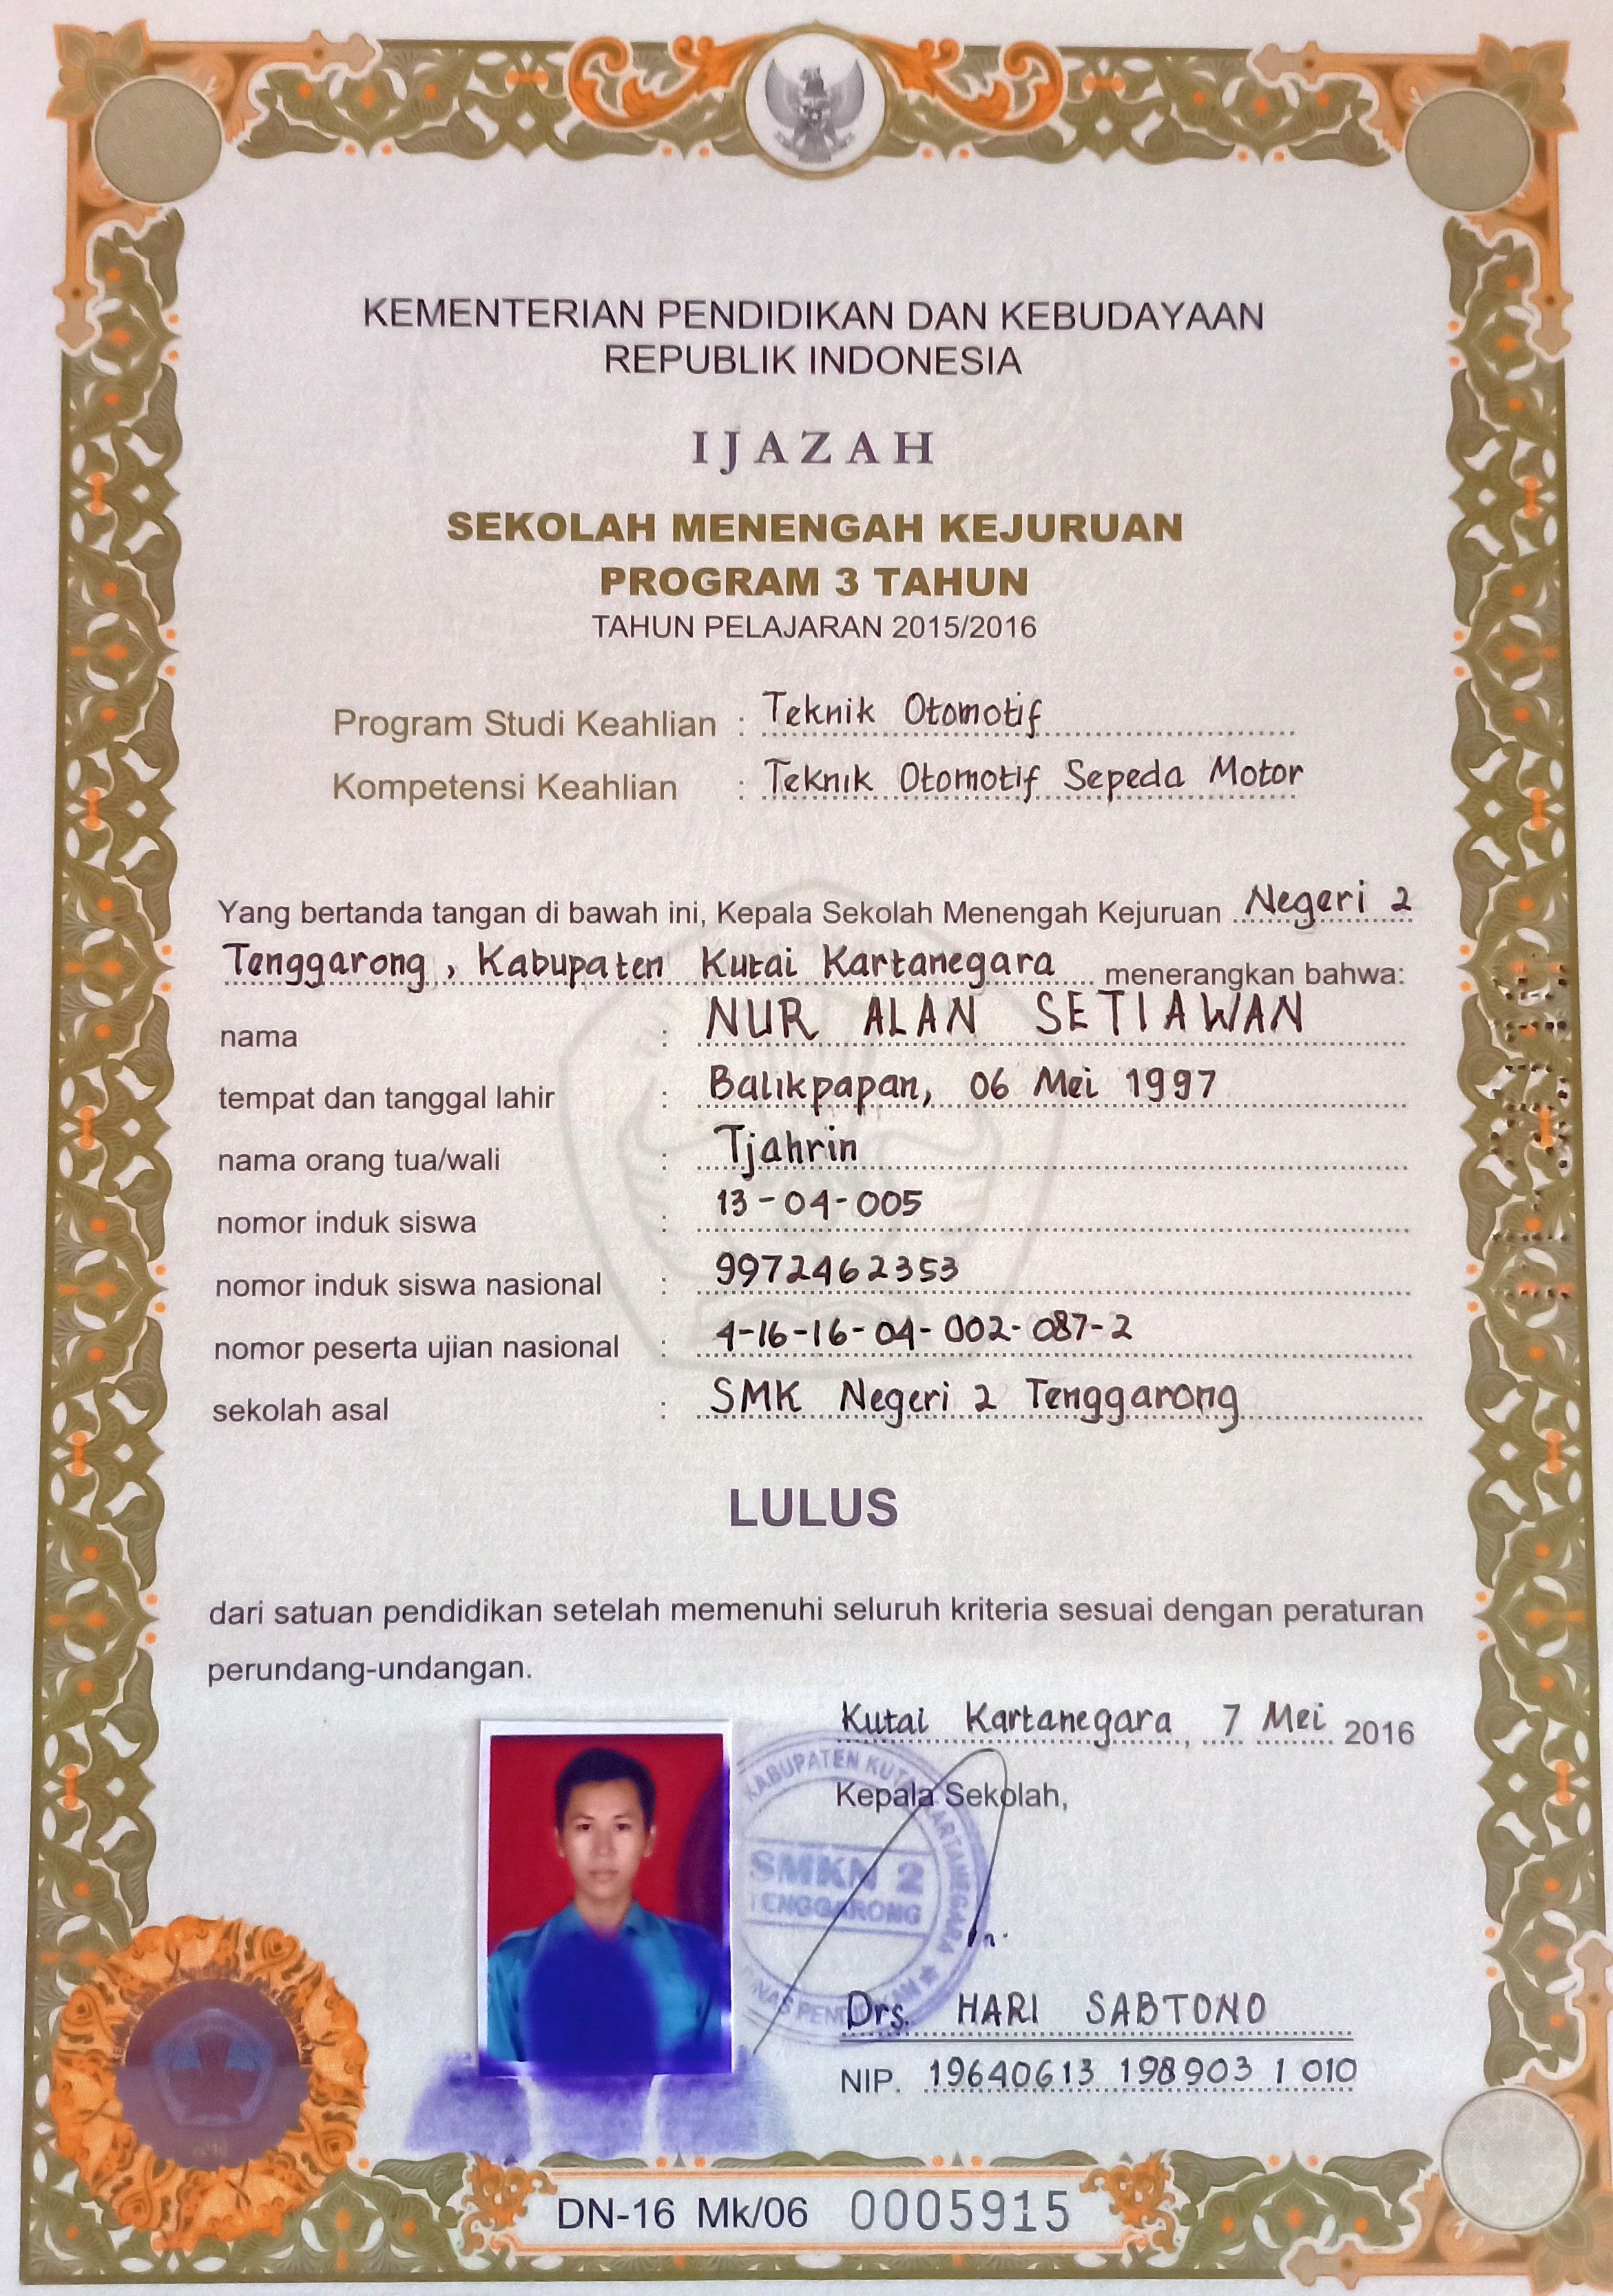 KEMENTERIAN PENDIDIKAN DAN KEBUDAYAAN
REPUBLIK INDONESIA
IJAZAH
SEKOLAH MENENGAH KEJURUAN
PROGRAM 3 TAHUN
TAHUN PELAJARAN 2015/2016
Program Studi Keahlian : Teknik Otomotif
Kompetensi Keahlian : Teknik Otomotif Sepeda Motor
Yang bertanda tangan di bawah ini, Kepala Sekolah Menengah Kejuruan Negeri 2
Tenggarong, Kabupaten Kutai Kartanegara menerangkan bahwa:
nama : NUR ALAN SETIAWAN
tempat dan tanggal lahir : Balikpapan, 06 Mei 1997
nama orang tua/wali : Tjahrin
nomor induk siswa : 13-04-005
nomor induk siswa nasional : 9972462353
nomor peserta ujian nasional : 4-16-16-04-002-087-2
sekolah asal : SMK Negeri 2 Tenggarong
LULUS
dari satuan pendidikan setelah memenuhi seluruh kriteria sesuai dengan peraturan
perundang-undangan.
Kutai Kartanegara, 7 Mei 2016
Kepala Sekolah,
KABUPATEN KUTAI KARTANEGARA
SMKN 2
TENGGARONG
DINAS PENDIDIKAN
Drs. HARI SABTONO
NIP. 19640613 198903 1 010
DN-16 Mk/06 0005915